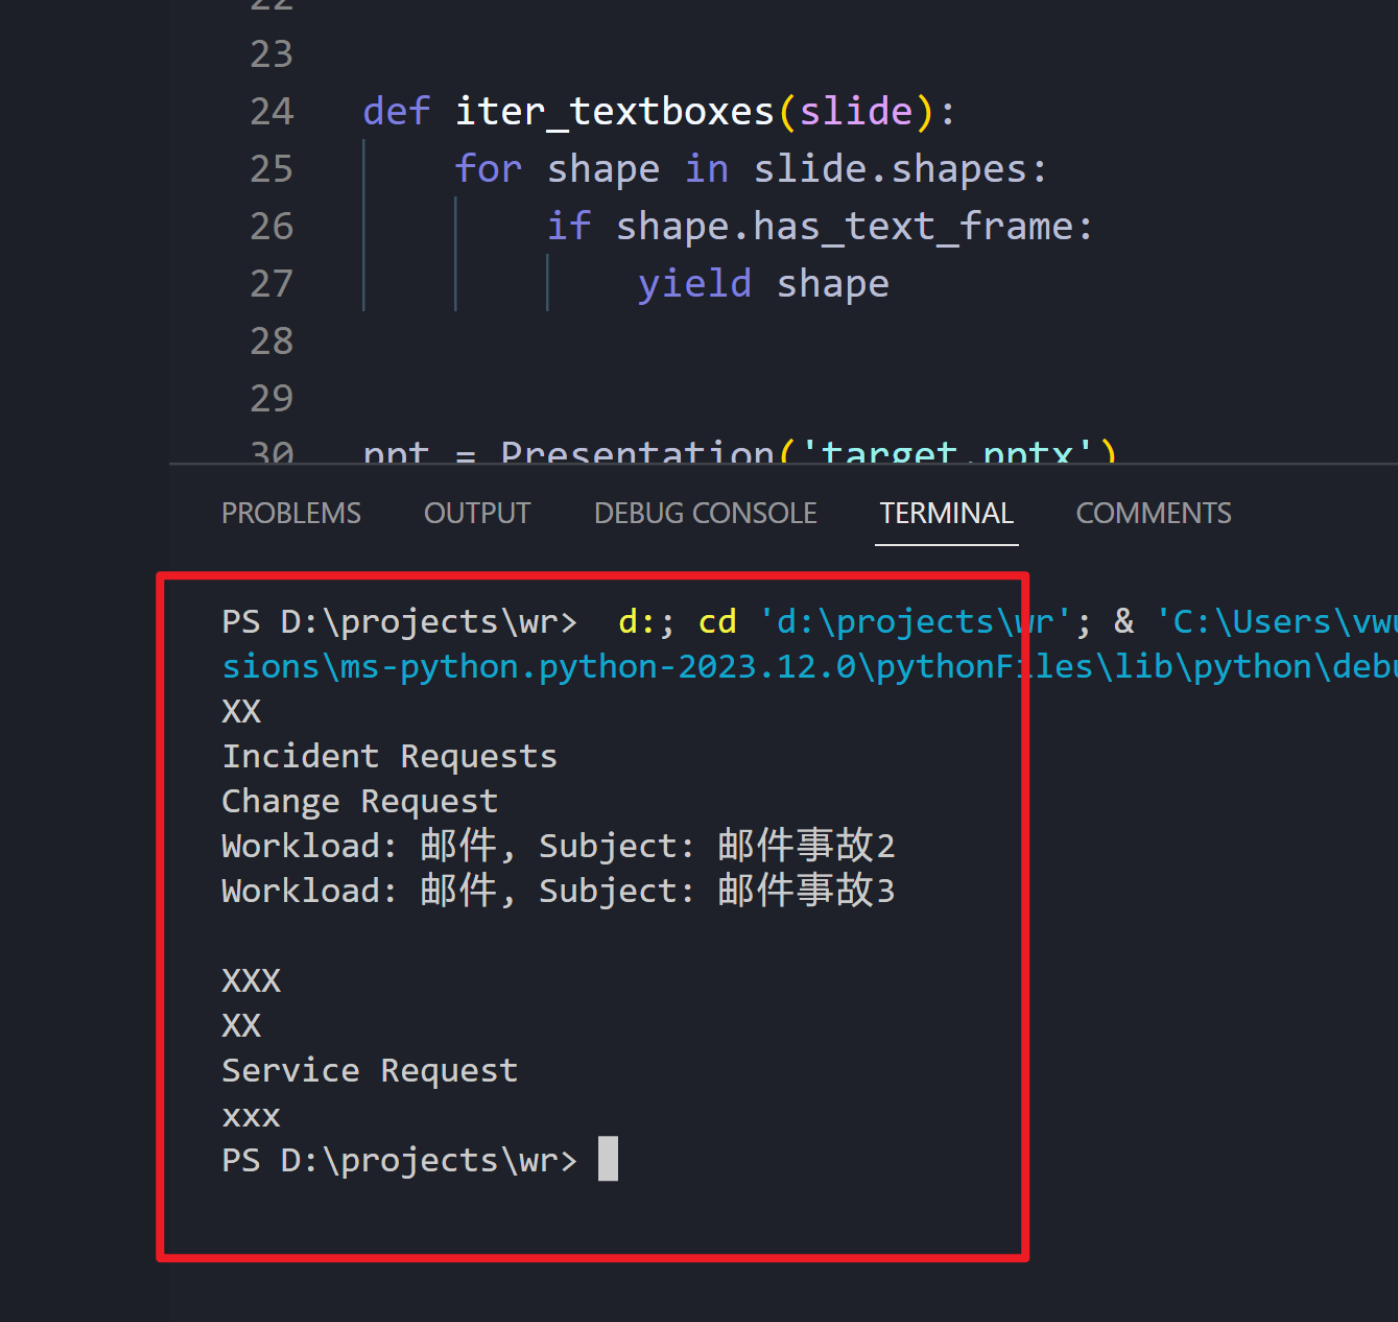 22
23
24 def iter_textboxes(slide):
25 for shape in slide.shapes:
26 if shape.has_text_frame:
27 yield shape
28
29
30 ppt = Presentation('target.pptx')
PROBLEMS OUTPUT DEBUG CONSOLE TERMINAL COMMENTS
PS D:\projects\wr> d:; cd 'd:\projects\wr'; & 'C:\Users\vwu
sions\ms-python.python-2023.12.0\pythonFiles\lib\python\debu
XX
Incident Requests
Change Request
Workload: 邮件, Subject: 邮件事故2
Workload: 邮件, Subject: 邮件事故3
XXX
XX
Service Request
xxx
PS D:\projects\wr>